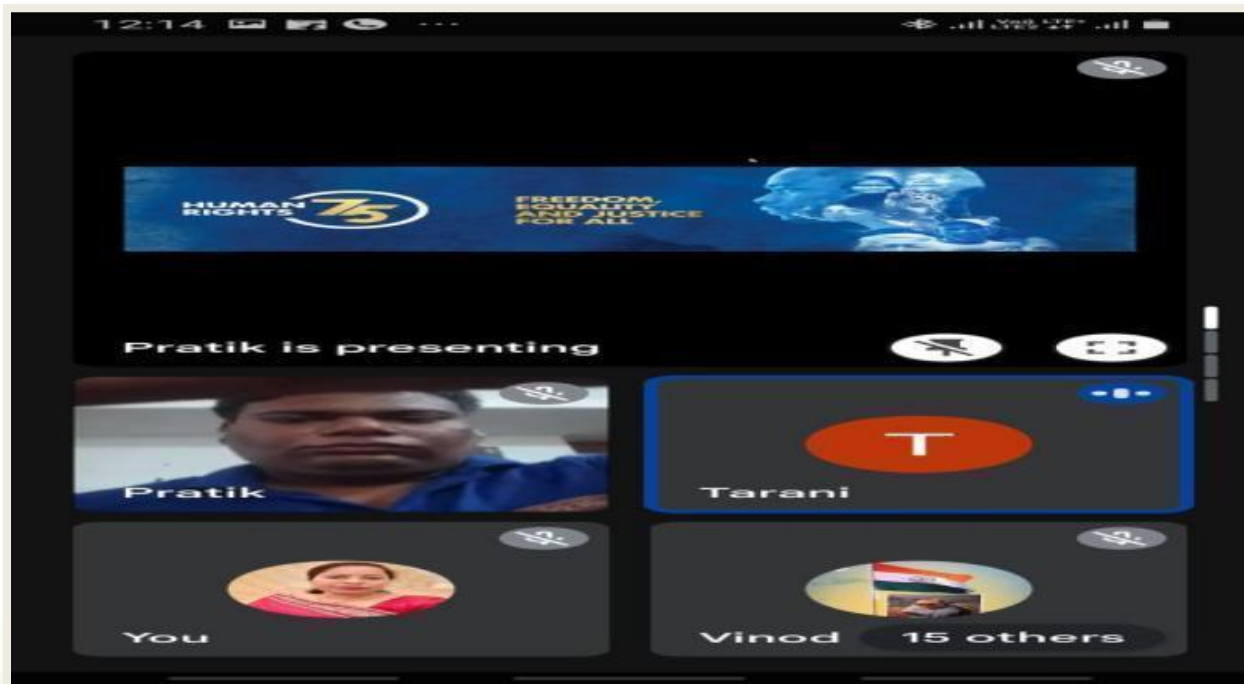 12:14
HUMAN
RIGHTS 75
FREEDOM,
EQUALITY
AND JUSTICE
FOR ALL
Pratik is presenting
Pratik
T
Tarani
You
Vinod
15 others